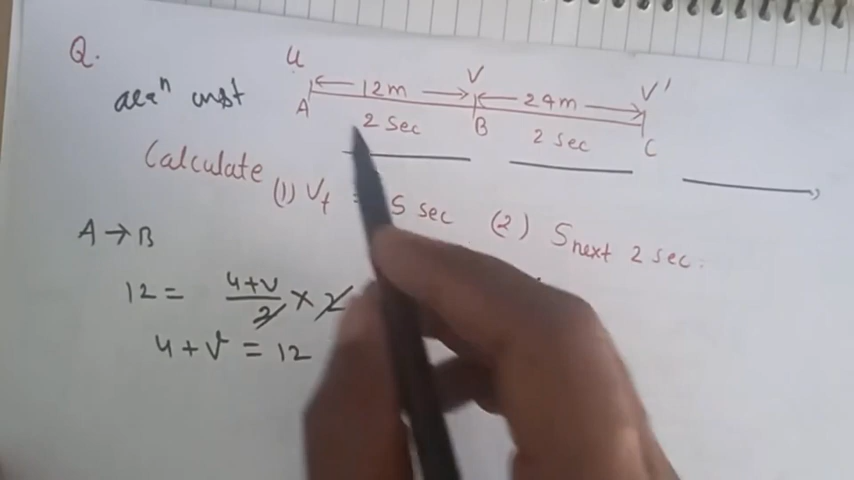 Q.
accⁿ const
u 12m V 24m V'
A 2 sec B 2 sec C
Calculate (1) V_f = 5 sec (2) S_next 2 sec.
A → B
12 = u+v/2 × 2
u + v = 12